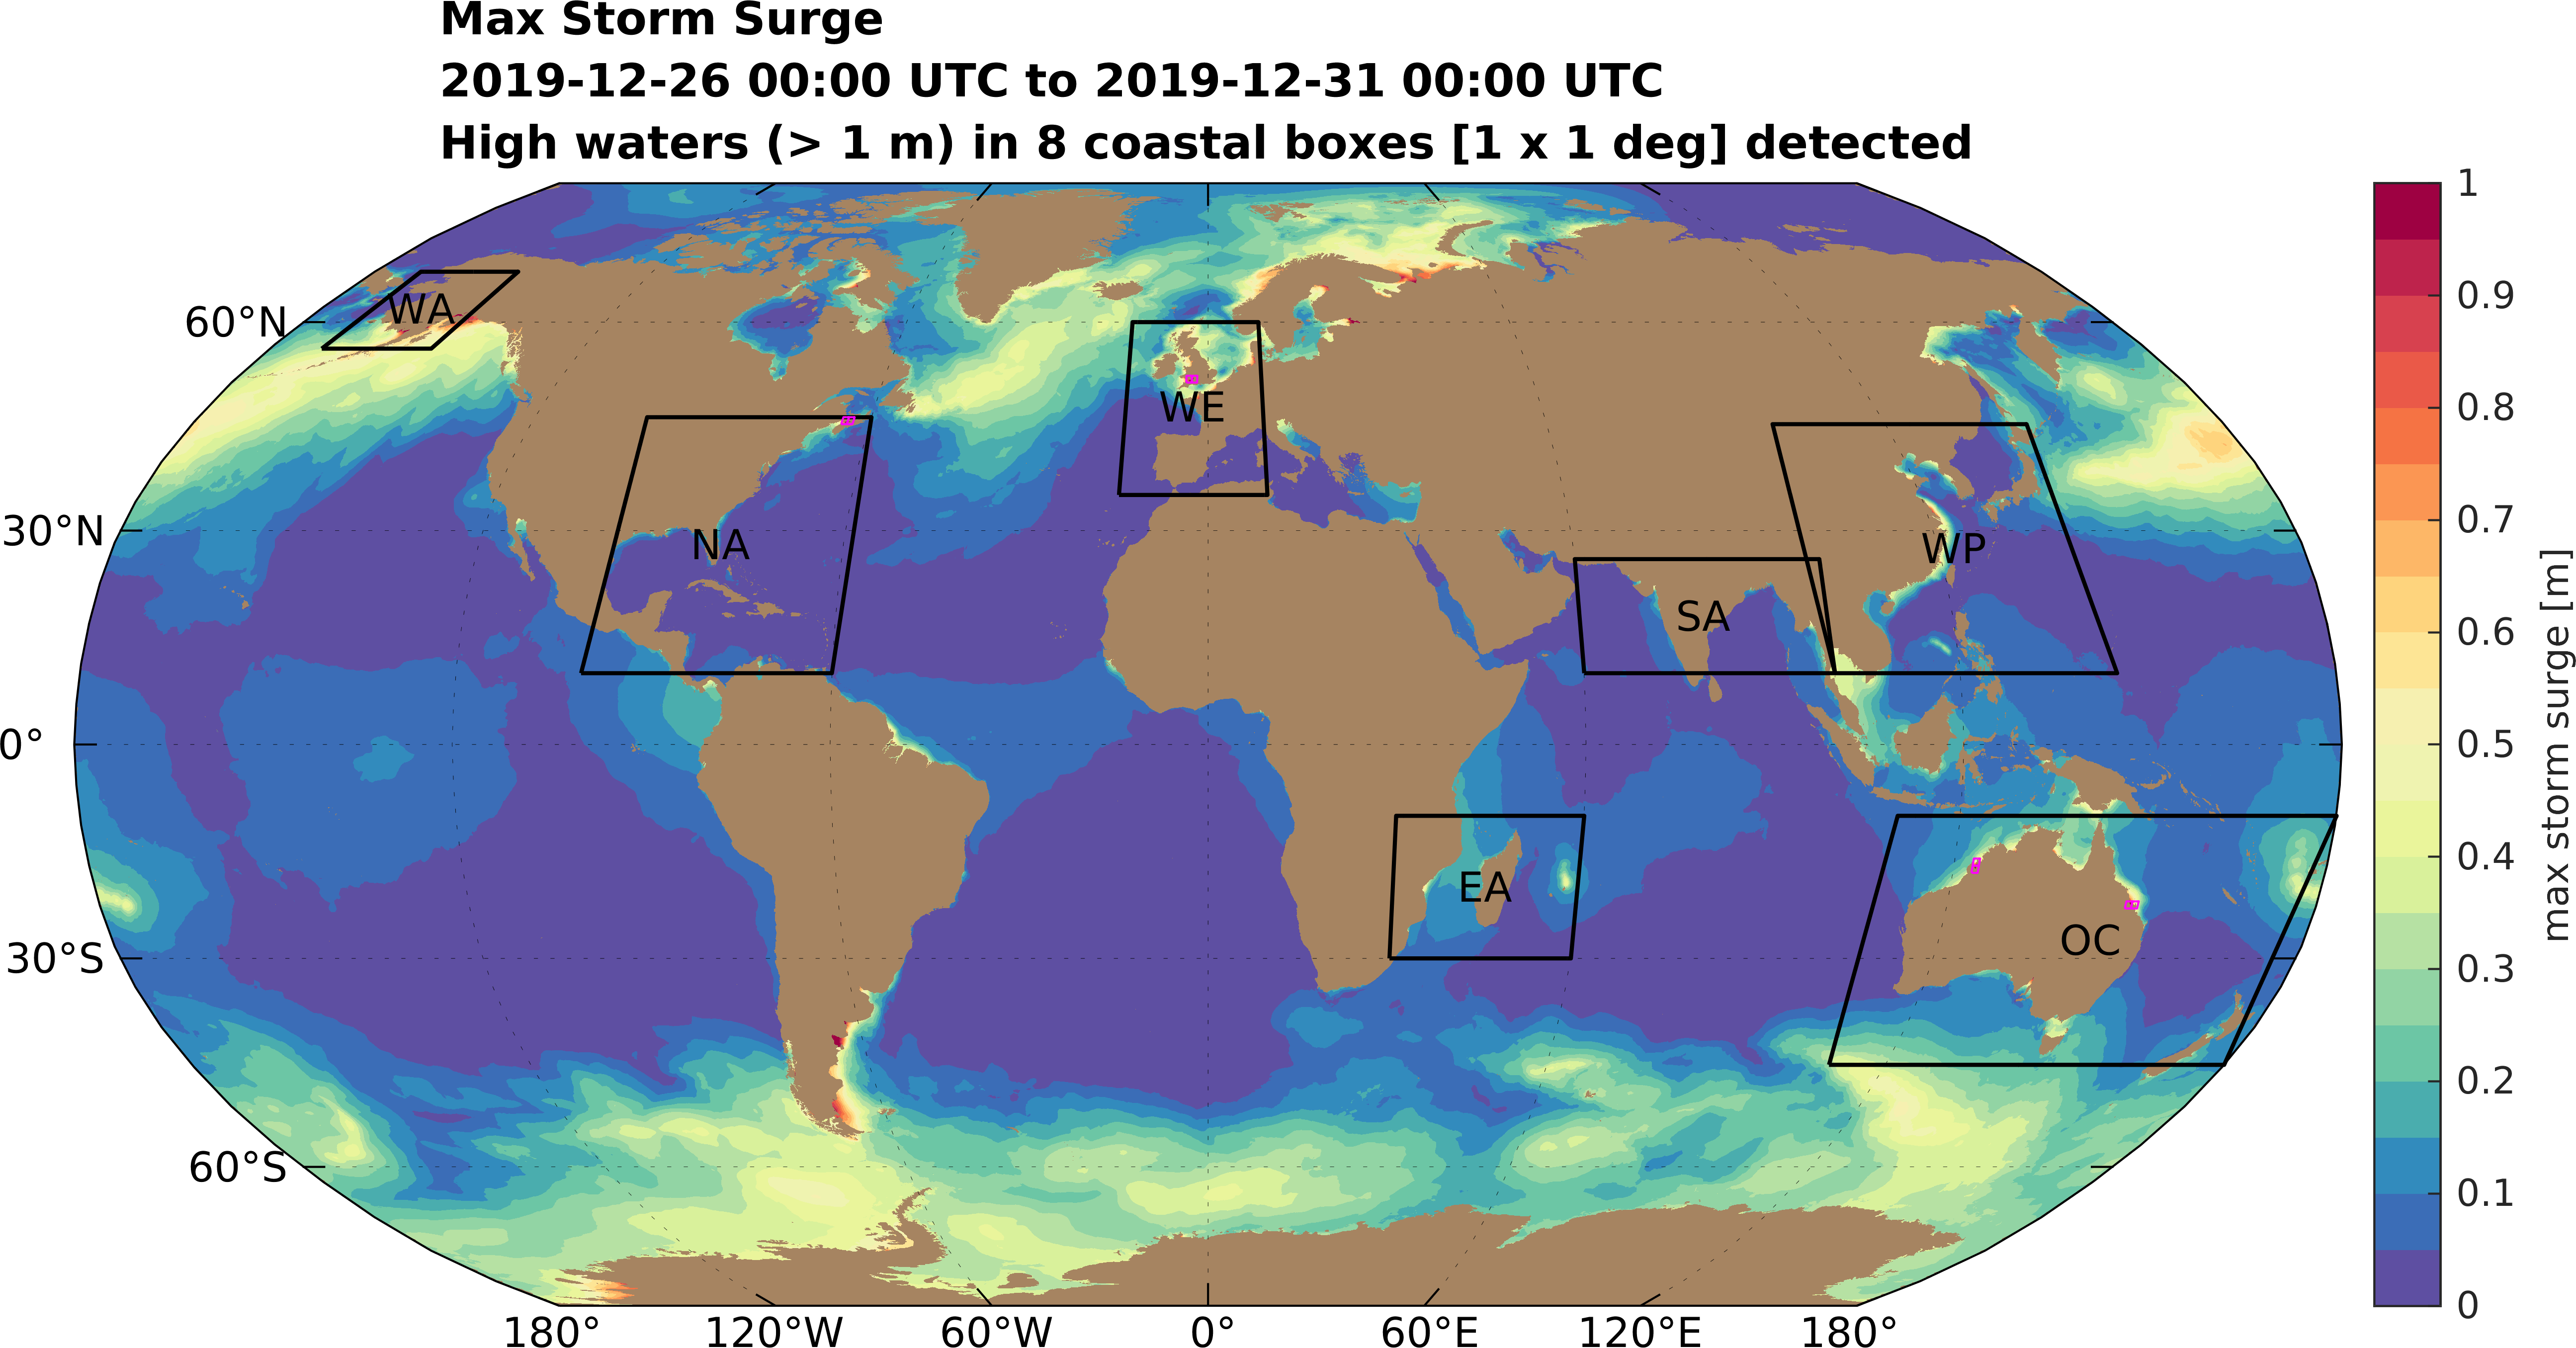 Max Storm Surge
2019-12-26 00:00 UTC to 2019-12-31 00:00 UTC
High waters (> 1 m) in 8 coastal boxes [1 x 1 deg] detected
60°N
30°N
0°
30°S
60°S
180°
120°W
60°W
0°
60°E
120°E
180°
WA
NA
WE
SA
WP
EA
OC
1
0.9
0.8
0.7
0.6
0.5
0.4
0.3
0.2
0.1
0
max storm surge [m]